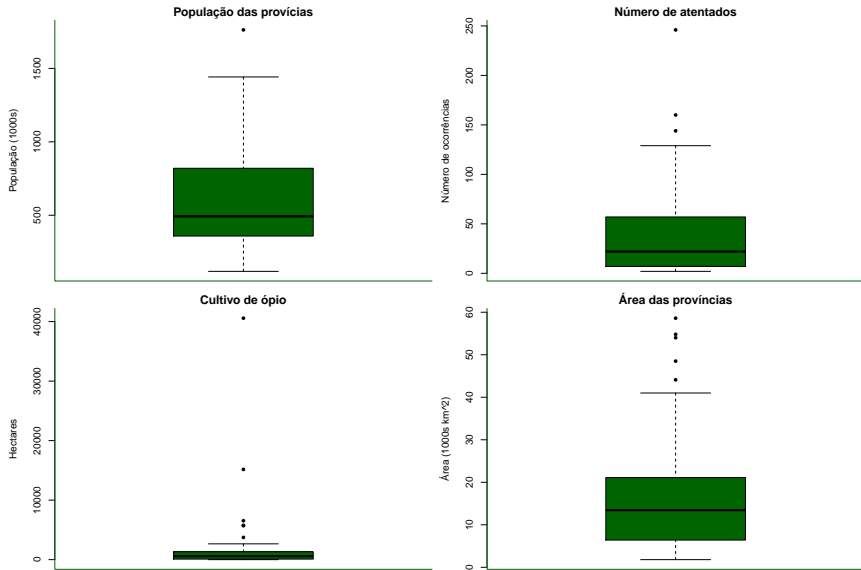 População das provícias
População (1000s)
1500
1000
500
Número de atentados
Número de ocorrências
250
200
150
100
50
0
Cultivo de ópio
Hectares
40000
30000
20000
10000
0
Área das províncias
Área (1000s km^2)
60
50
40
30
20
10
0